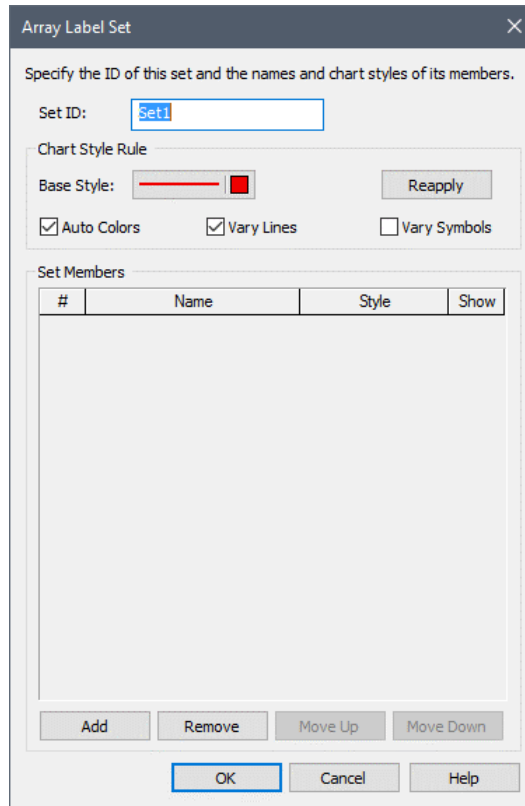 Array Label Set
Specify the ID of this set and the names and chart styles of its members.
Set ID: Set1
Chart Style Rule
Base Style: Reapply
Auto Colors Vary Lines Vary Symbols
Set Members
# Name Style Show
Add Remove Move Up Move Down
OK Cancel Help